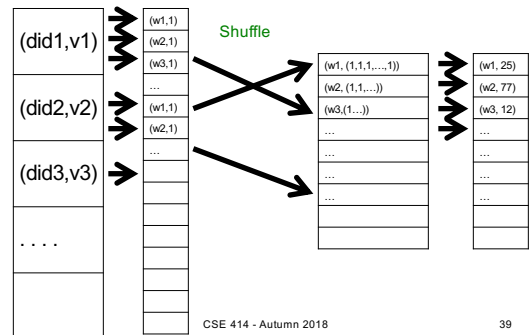 (did1,v1)
(did2,v2)
(did3,v3)
. . . .
(w1,1)
(w2,1)
(w3,1)
...
(w1,1)
(w2,1)
...
Shuffle
(w1, (1,1,1,...,1))
(w2, (1,1,...))
(w3,(1...))
...
...
...
...
(w1, 25)
(w2, 77)
(w3, 12)
...
...
...
...
CSE 414 - Autumn 2018
39